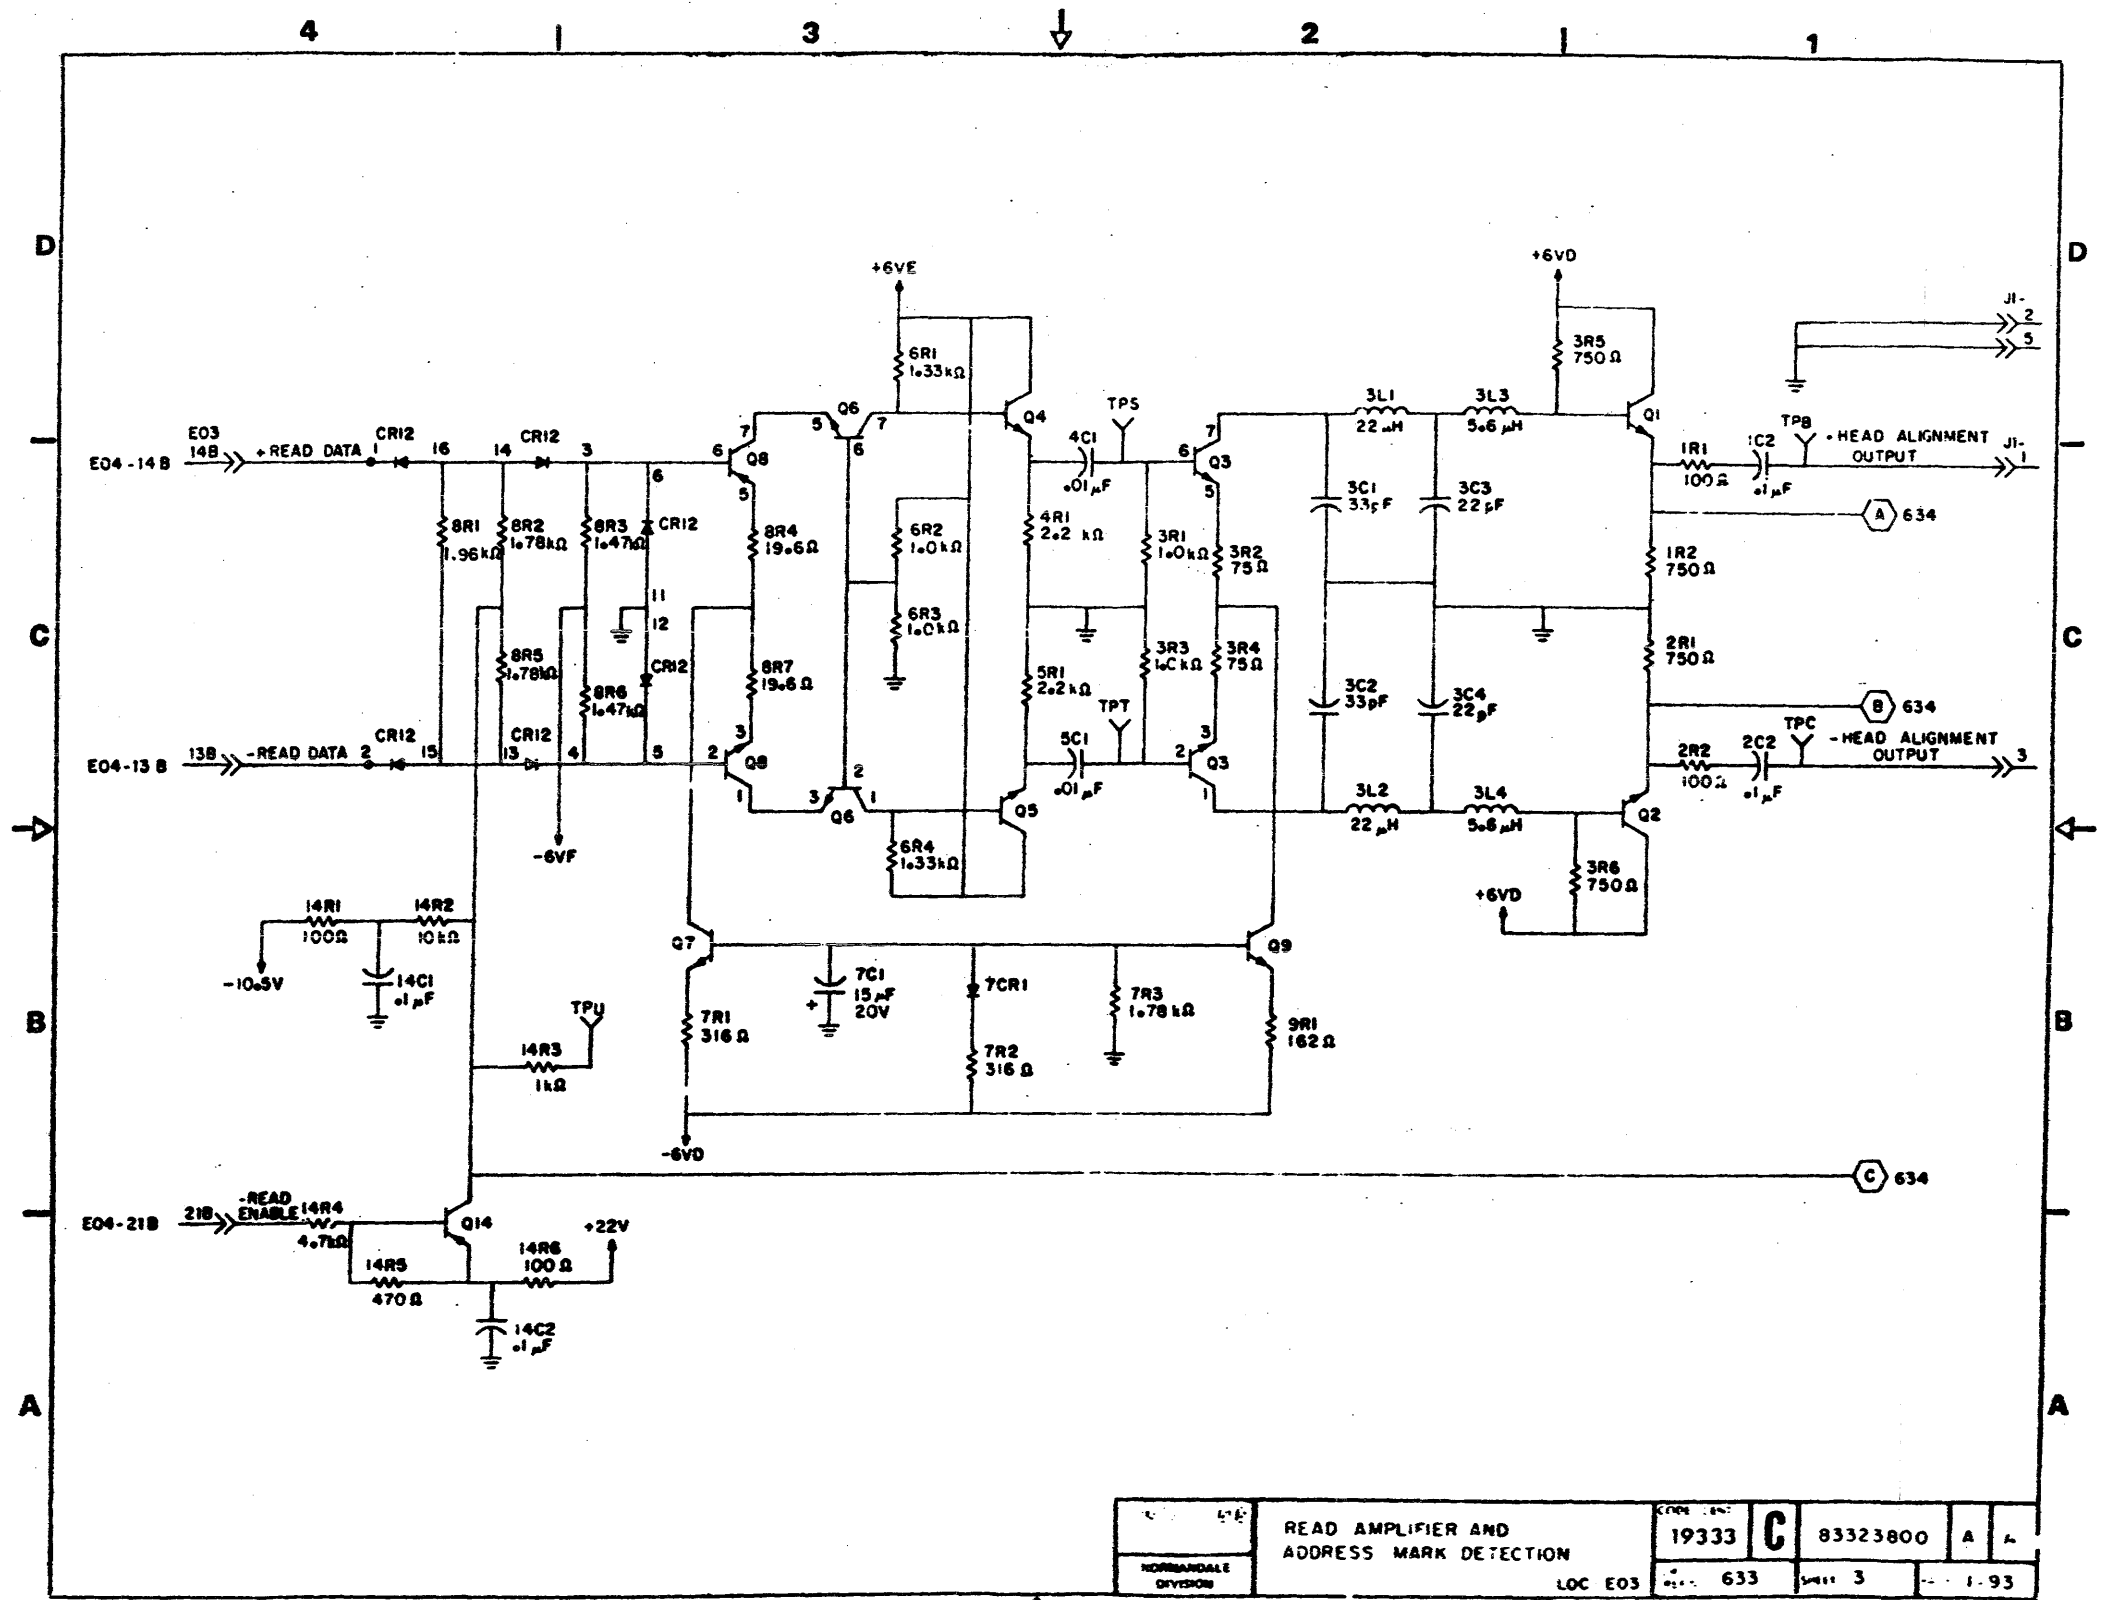 4 3 2 1
D D
+6VE
+6VD
J1-
2
5
6R1
1.33kΩ
3R5
750Ω
3L1
22μH
3L3
5.6μH
Q6
5 7
6
Q4
TPS
Q1
E03
E04-14B 14B +READ DATA 1
CR12
16 14
CR12
3
6
6
7
Q8
5
4C1
.01μF
6
7
Q3
5
1R1
100Ω
1C2
.1μF
TPB
+HEAD ALIGNMENT
OUTPUT
J1-
1
8R1
1.96kΩ
8R2
1.78kΩ
8R3
1.47kΩ
CR12
8R4
19.6Ω
6R2
1.0kΩ
4R1
2.2 kΩ
3R1
1.0kΩ
3R2
75Ω
3C1
33pF
3C3
22pF
A 634
1R2
750Ω
11
12
6R3
1.0kΩ
C C
8R5
1.78kΩ
8R6
1.47kΩ
CR12
8R7
19.6Ω
5R1
2.2kΩ
3R3
1.0kΩ
3R4
75Ω
3C2
33pF
3C4
22pF
2R1
750Ω
B 634
E04-13B 13B -READ DATA 2
CR12
15 13
CR12
4 5
2
3
Q8
1
5C1
.01μF
TPT
2
3
Q3
1
2R2
100Ω
2C2
.1μF
TPC
-HEAD ALIGNMENT
OUTPUT
3
2
3 1
Q6
Q5
3L2
22μH
3L4
5.6μH
Q2
-6VF
6R4
1.33kΩ
3R6
750Ω
+6VD
14R1
100Ω
14R2
10kΩ
-10.5V
14C1
.1μF
Q7
Q9
7C1
15μF
20V
+
7CR1
7R3
1.78kΩ
B B
TPU
7R1
316Ω
7R2
316Ω
9R1
162Ω
14R3
1kΩ
-6VD
C 634
E04-21B 21B
-READ
ENABLE
14R4
4.7kΩ
Q14
+22V
14R5
470Ω
14R6
100Ω
14C2
.1μF
A A
NORMANDALE
DIVISION
READ AMPLIFIER AND
ADDRESS MARK DETECTION
LOC E03
19333
C
83323800
A
633
SHEET 3
1-93